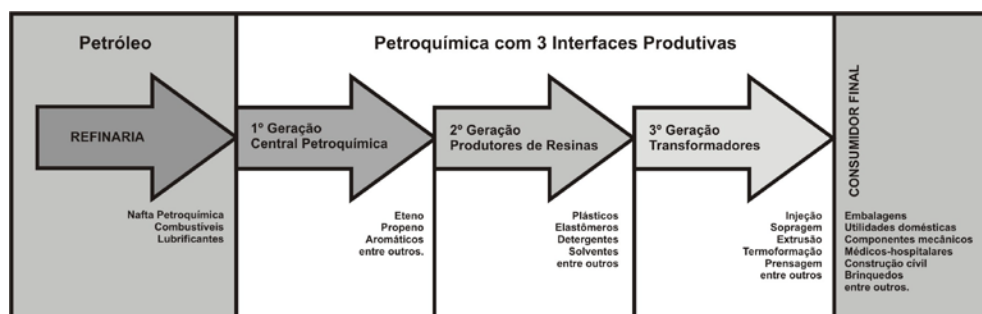 Petróleo
Petroquímica com 3 Interfaces Produtivas
REFINARIA
1º Geração
Central Petroquímica
2º Geração
Produtores de Resinas
3º Geração
Transformadores
CONSUMIDOR FINAL
Nafta Petroquímica
Combustíveis
Lubrificantes
Eteno
Propeno
Aromáticos
entre outros.
Plásticos
Elastômeros
Detergentes
Solventes
entre outros
Injeção
Sopragem
Extrusão
Termoformação
Prensagem
entre outros
Embalagens
Utilidades domésticas
Componentes mecânicos
Médicos-hospitalares
Construção civil
Brinquedos
entre outros.